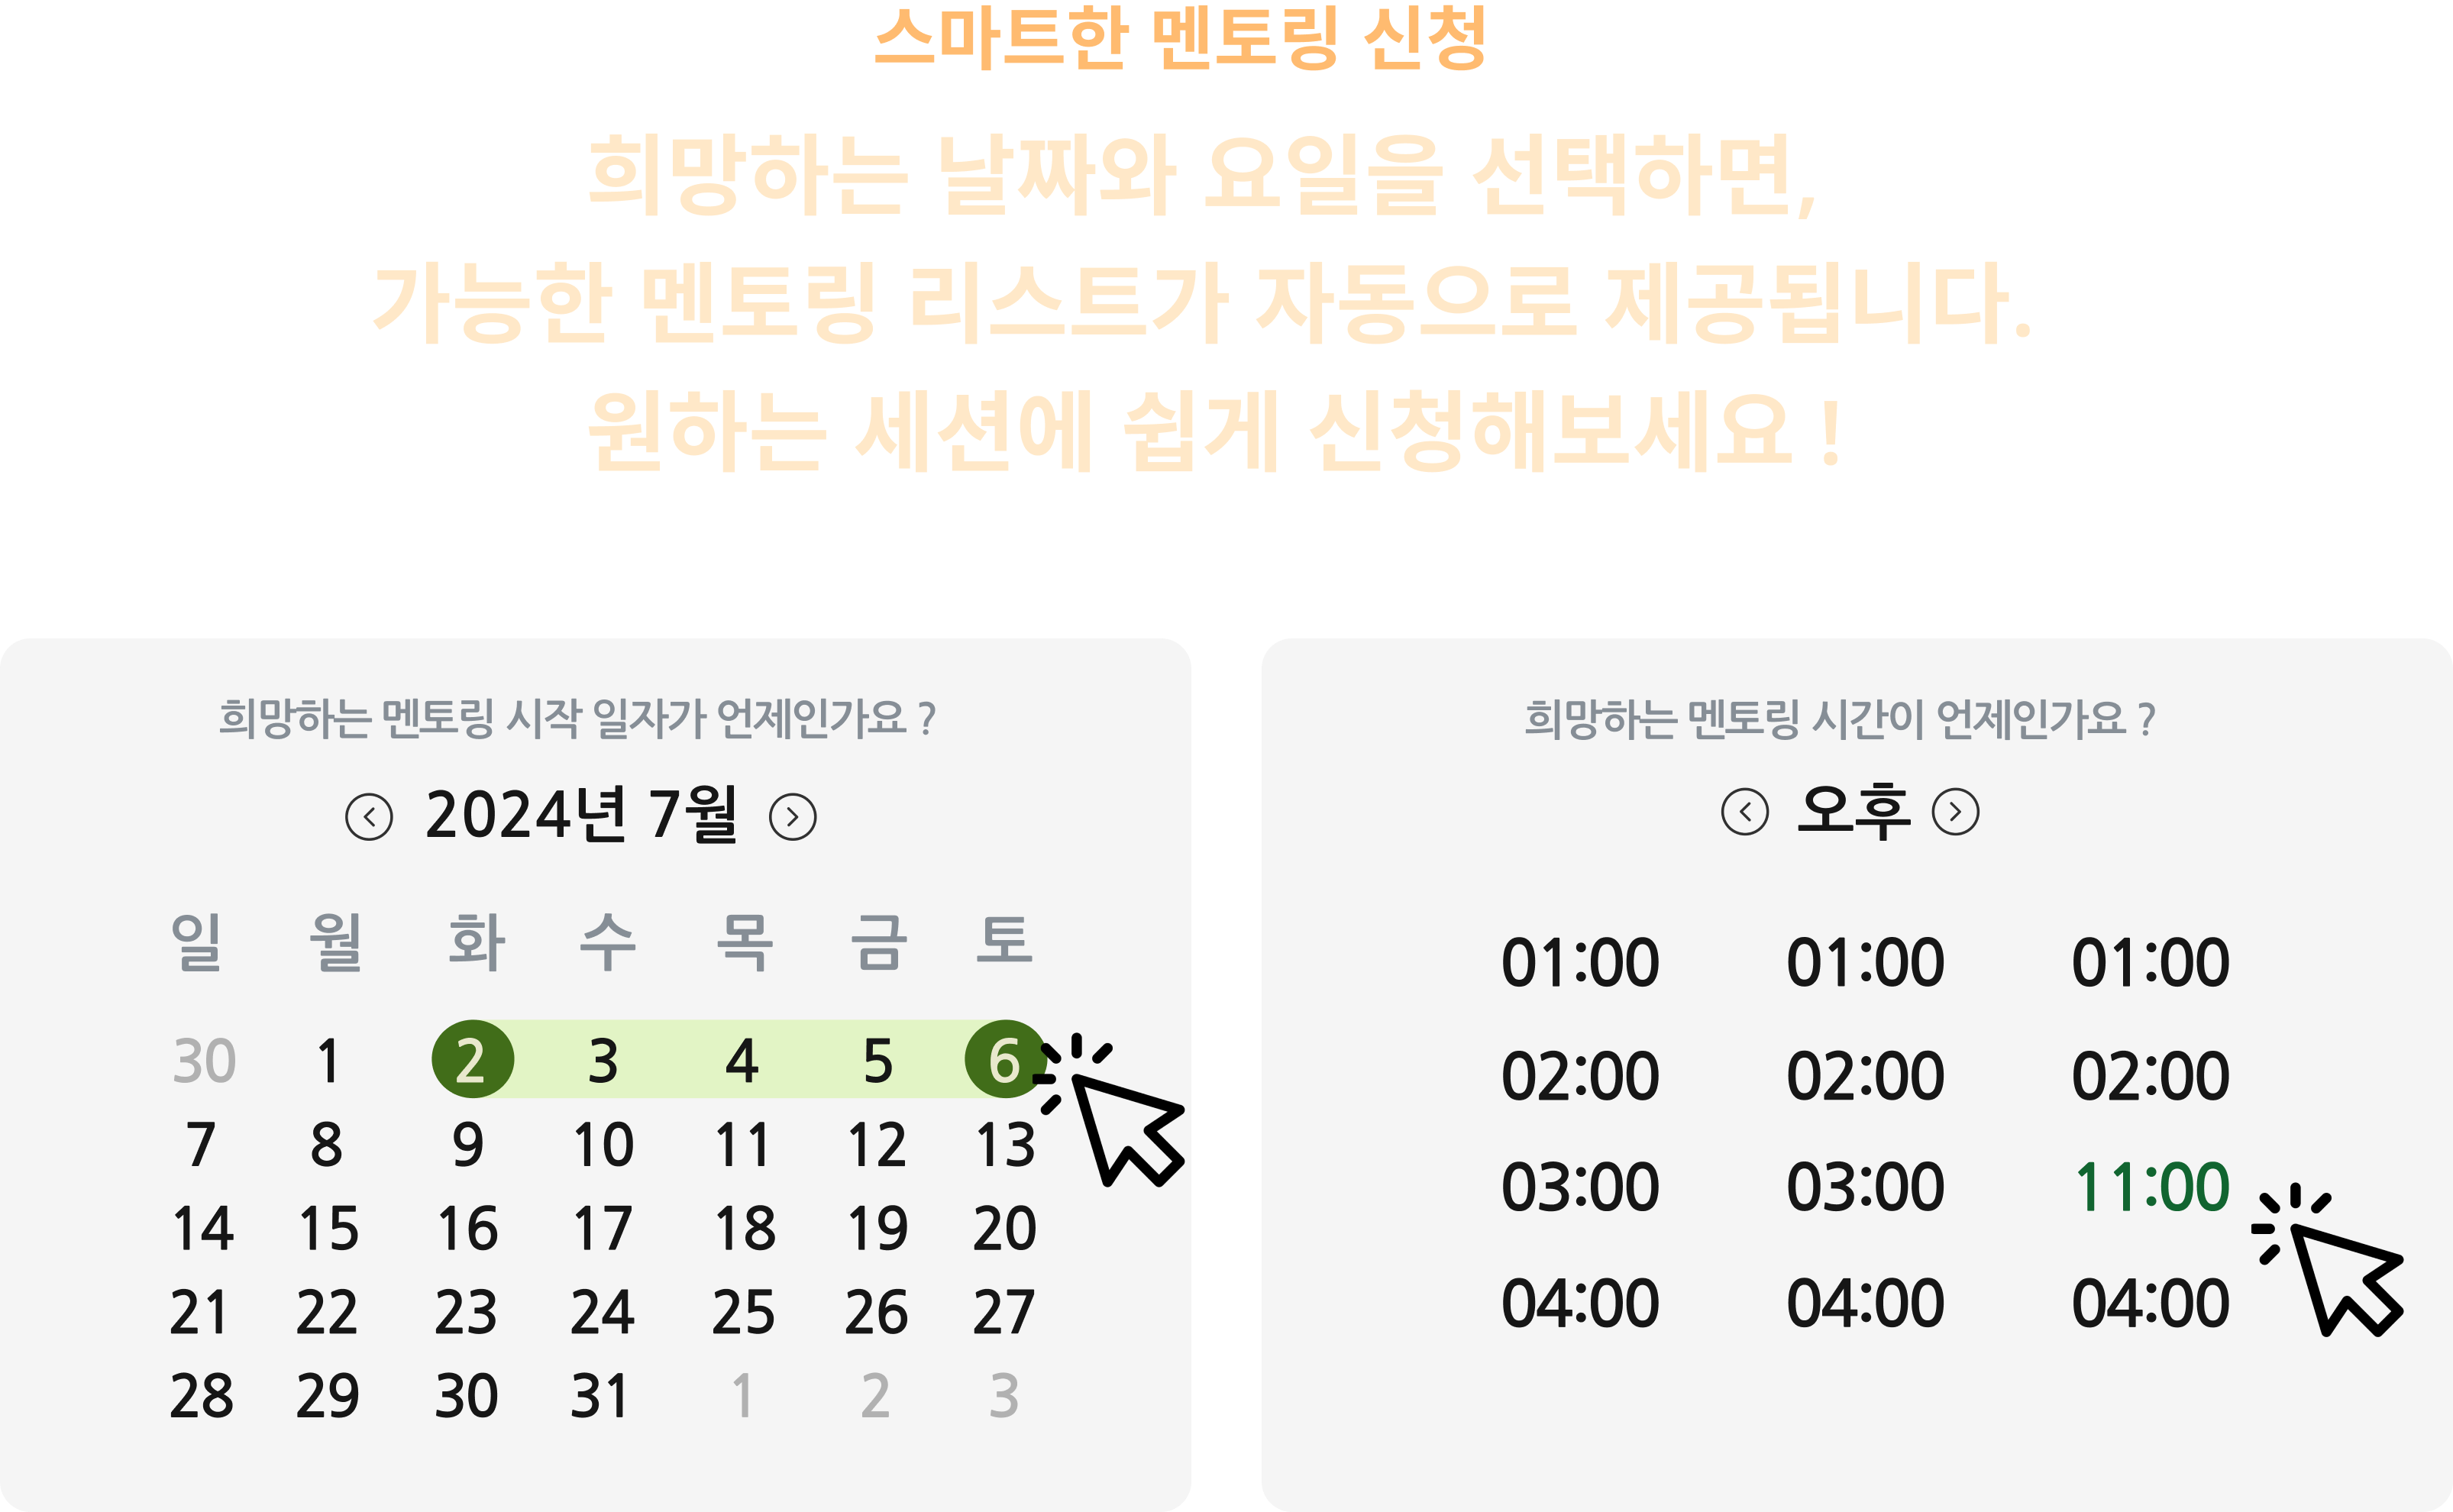 스마트한 멘토링 신청
희망하는 날짜와 요일을 선택하면,
가능한 멘토링 리스트가 자동으로 제공됩니다.
원하는 세션에 쉽게 신청해보세요 !
희망하는 멘토링 시작 일자가 언제인가요 ?
2024년 7월
일 월 화 수 목 금 토
30 1 2 3 4 5 6
7 8 9 10 11 12 13
14 15 16 17 18 19 20
21 22 23 24 25 26 27
28 29 30 31 1 2 3
희망하는 멘토링 시간이 언제인가요 ?
오후
01:00 01:00 01:00
02:00 02:00 02:00
03:00 03:00 11:00
04:00 04:00 04:00